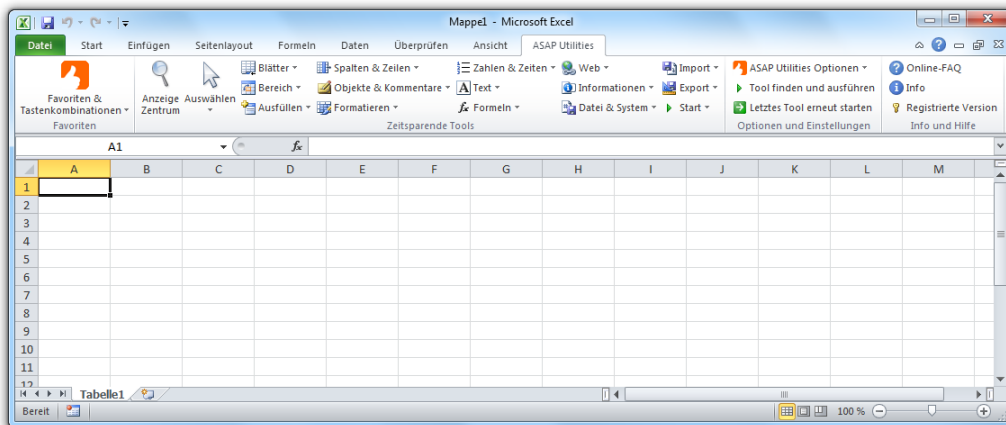 Mappe1 - Microsoft Excel
Datei Start Einfügen Seitenlayout Formeln Daten Überprüfen Ansicht ASAP Utilities
Favoriten & Tastenkombinationen
Anzeige Zentrum
Auswählen
Blätter
Bereich
Ausfüllen
Spalten & Zeilen
Objekte & Kommentare
Formatieren
Zahlen & Zeiten
Text
Formeln
Web
Informationen
Datei & System
Import
Export
Start
ASAP Utilities Optionen
Tool finden und ausführen
Letztes Tool erneut starten
Online-FAQ
Info
Registrierte Version
Favoriten Zeitsparende Tools Optionen und Einstellungen Info und Hilfe
A1 fx
A B C D E F G H I J K L M
1
2
3
4
5
6
7
8
9
10
11
12
Tabelle1
Bereit 100 %